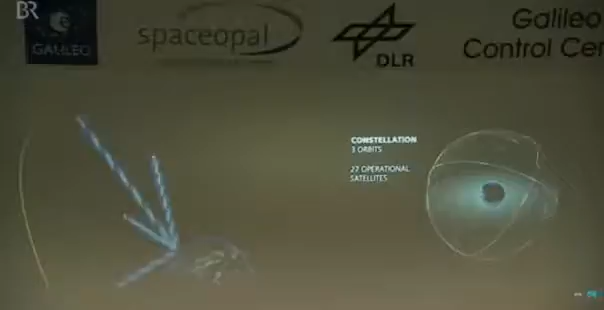 BR
GALILEO
spaceopal
DLR
Galileo
Control Cen
CONSTELLATION
3 ORBITS
27 OPERATIONAL
SATELLITES